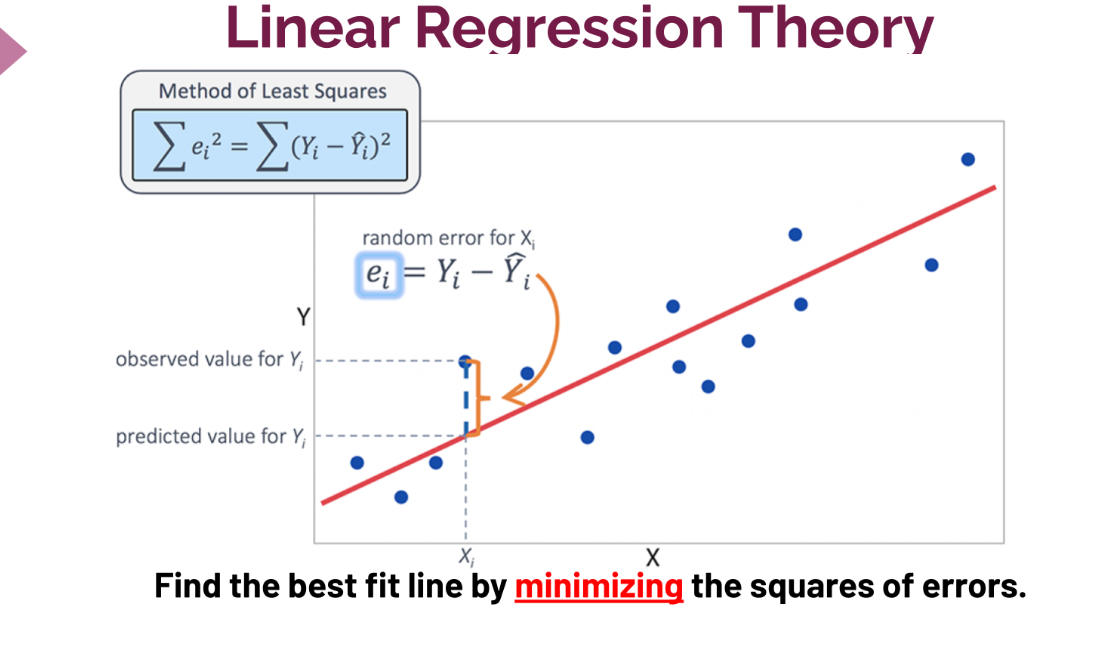 Linear Regression Theory
Method of Least Squares
∑eᵢ² = ∑(Yᵢ − Ŷᵢ)²
random error for Xᵢ
eᵢ = Yᵢ − Ŷᵢ
Y
observed value for Yᵢ
predicted value for Yᵢ
Xᵢ
X
Find the best fit line by minimizing the squares of errors.